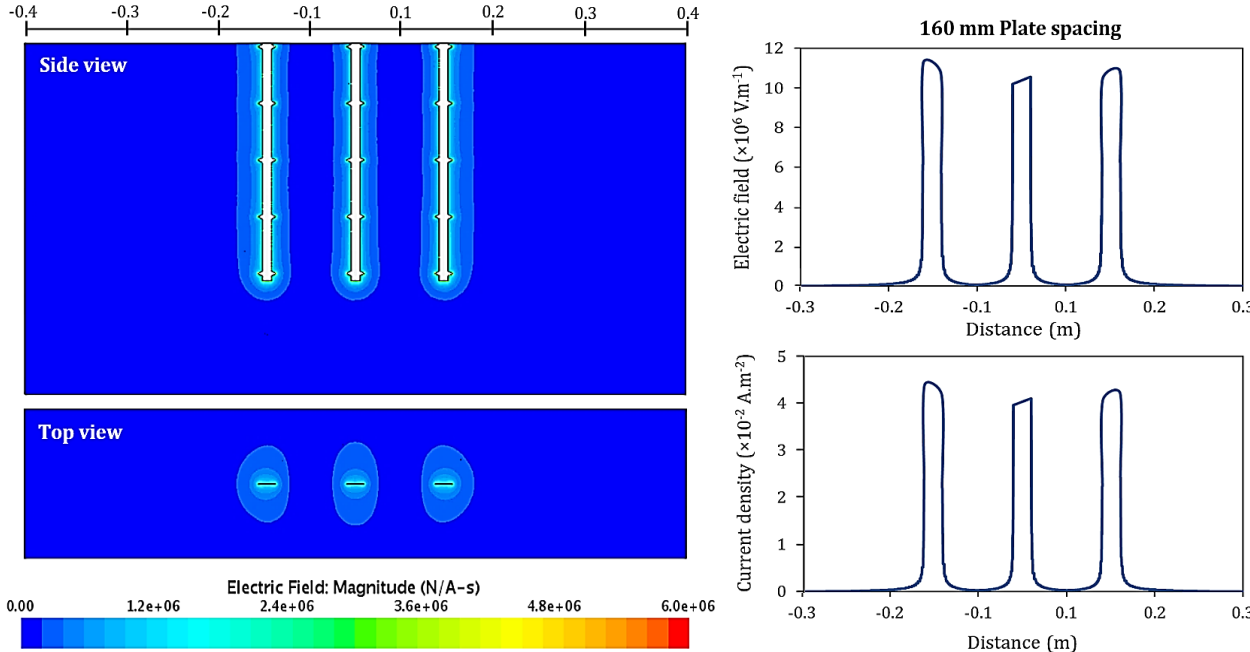 -0.4 -0.3 -0.2 -0.1 0.1 0.2 0.3 0.4
Side view
Top view
Electric Field: Magnitude (N/A-s)
0.00 1.2e+06 2.4e+06 3.6e+06 4.8e+06 6.0e+06
160 mm Plate spacing
Electric field (×10⁶ V.m⁻¹)
12
10
8
6
4
2
0
-0.3 -0.2 -0.1 0.1 0.2 0.3
Distance (m)
Current density (×10⁻² A.m⁻²)
5
4
3
2
1
0
-0.3 -0.2 -0.1 0.1 0.2 0.3
Distance (m)